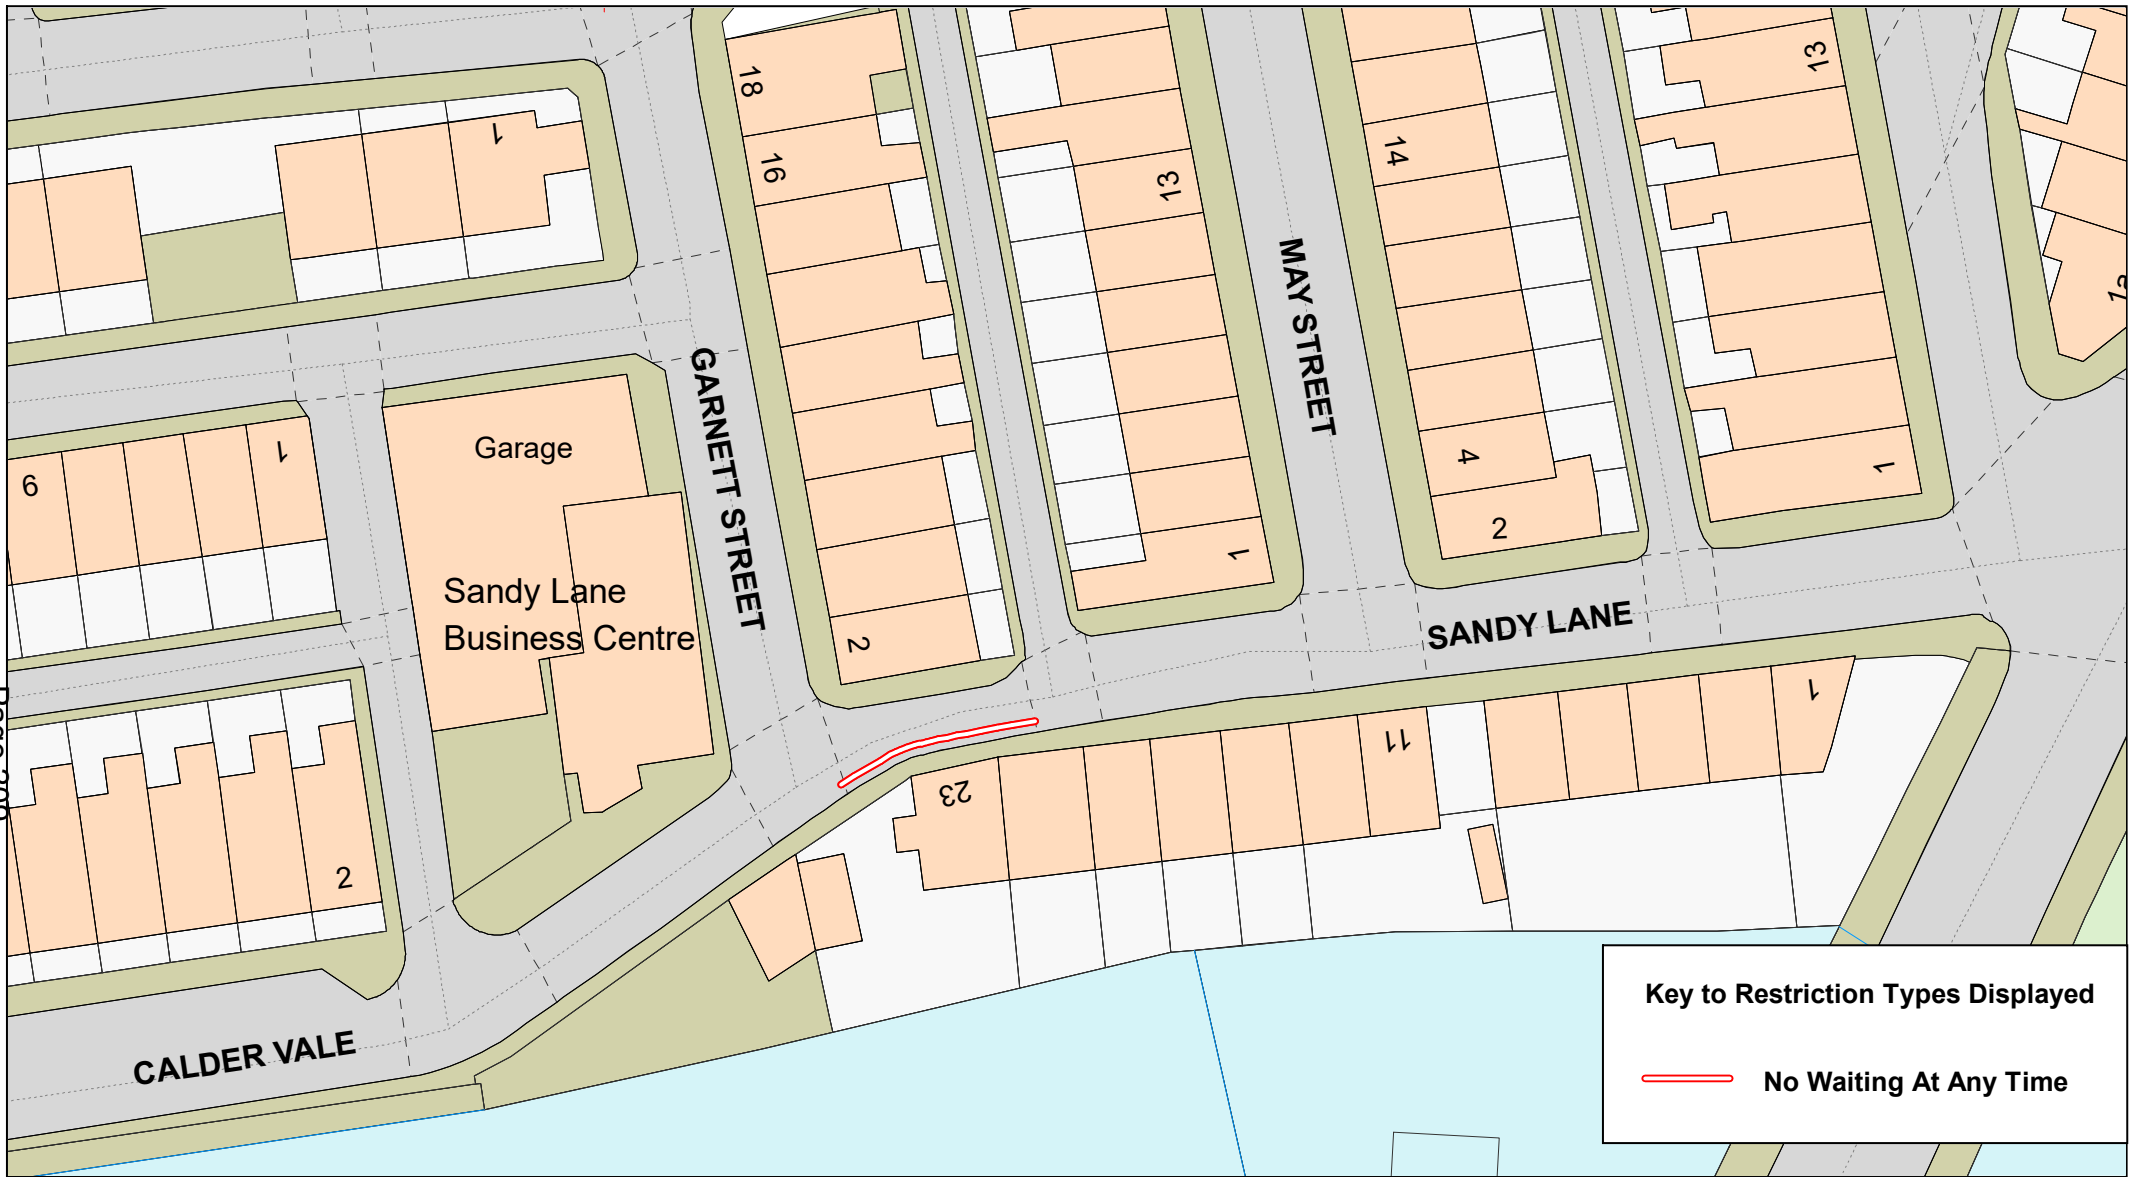 18
13
1
16
14
13
MAY STREET
1a
GARNETT STREET
Garage
9
1
4
1
2
1
Sandy Lane
Business Centre
2
SANDY LANE
1
11
23
2
CALDER VALE
Key to Restriction Types Displayed
No Waiting At Any Time